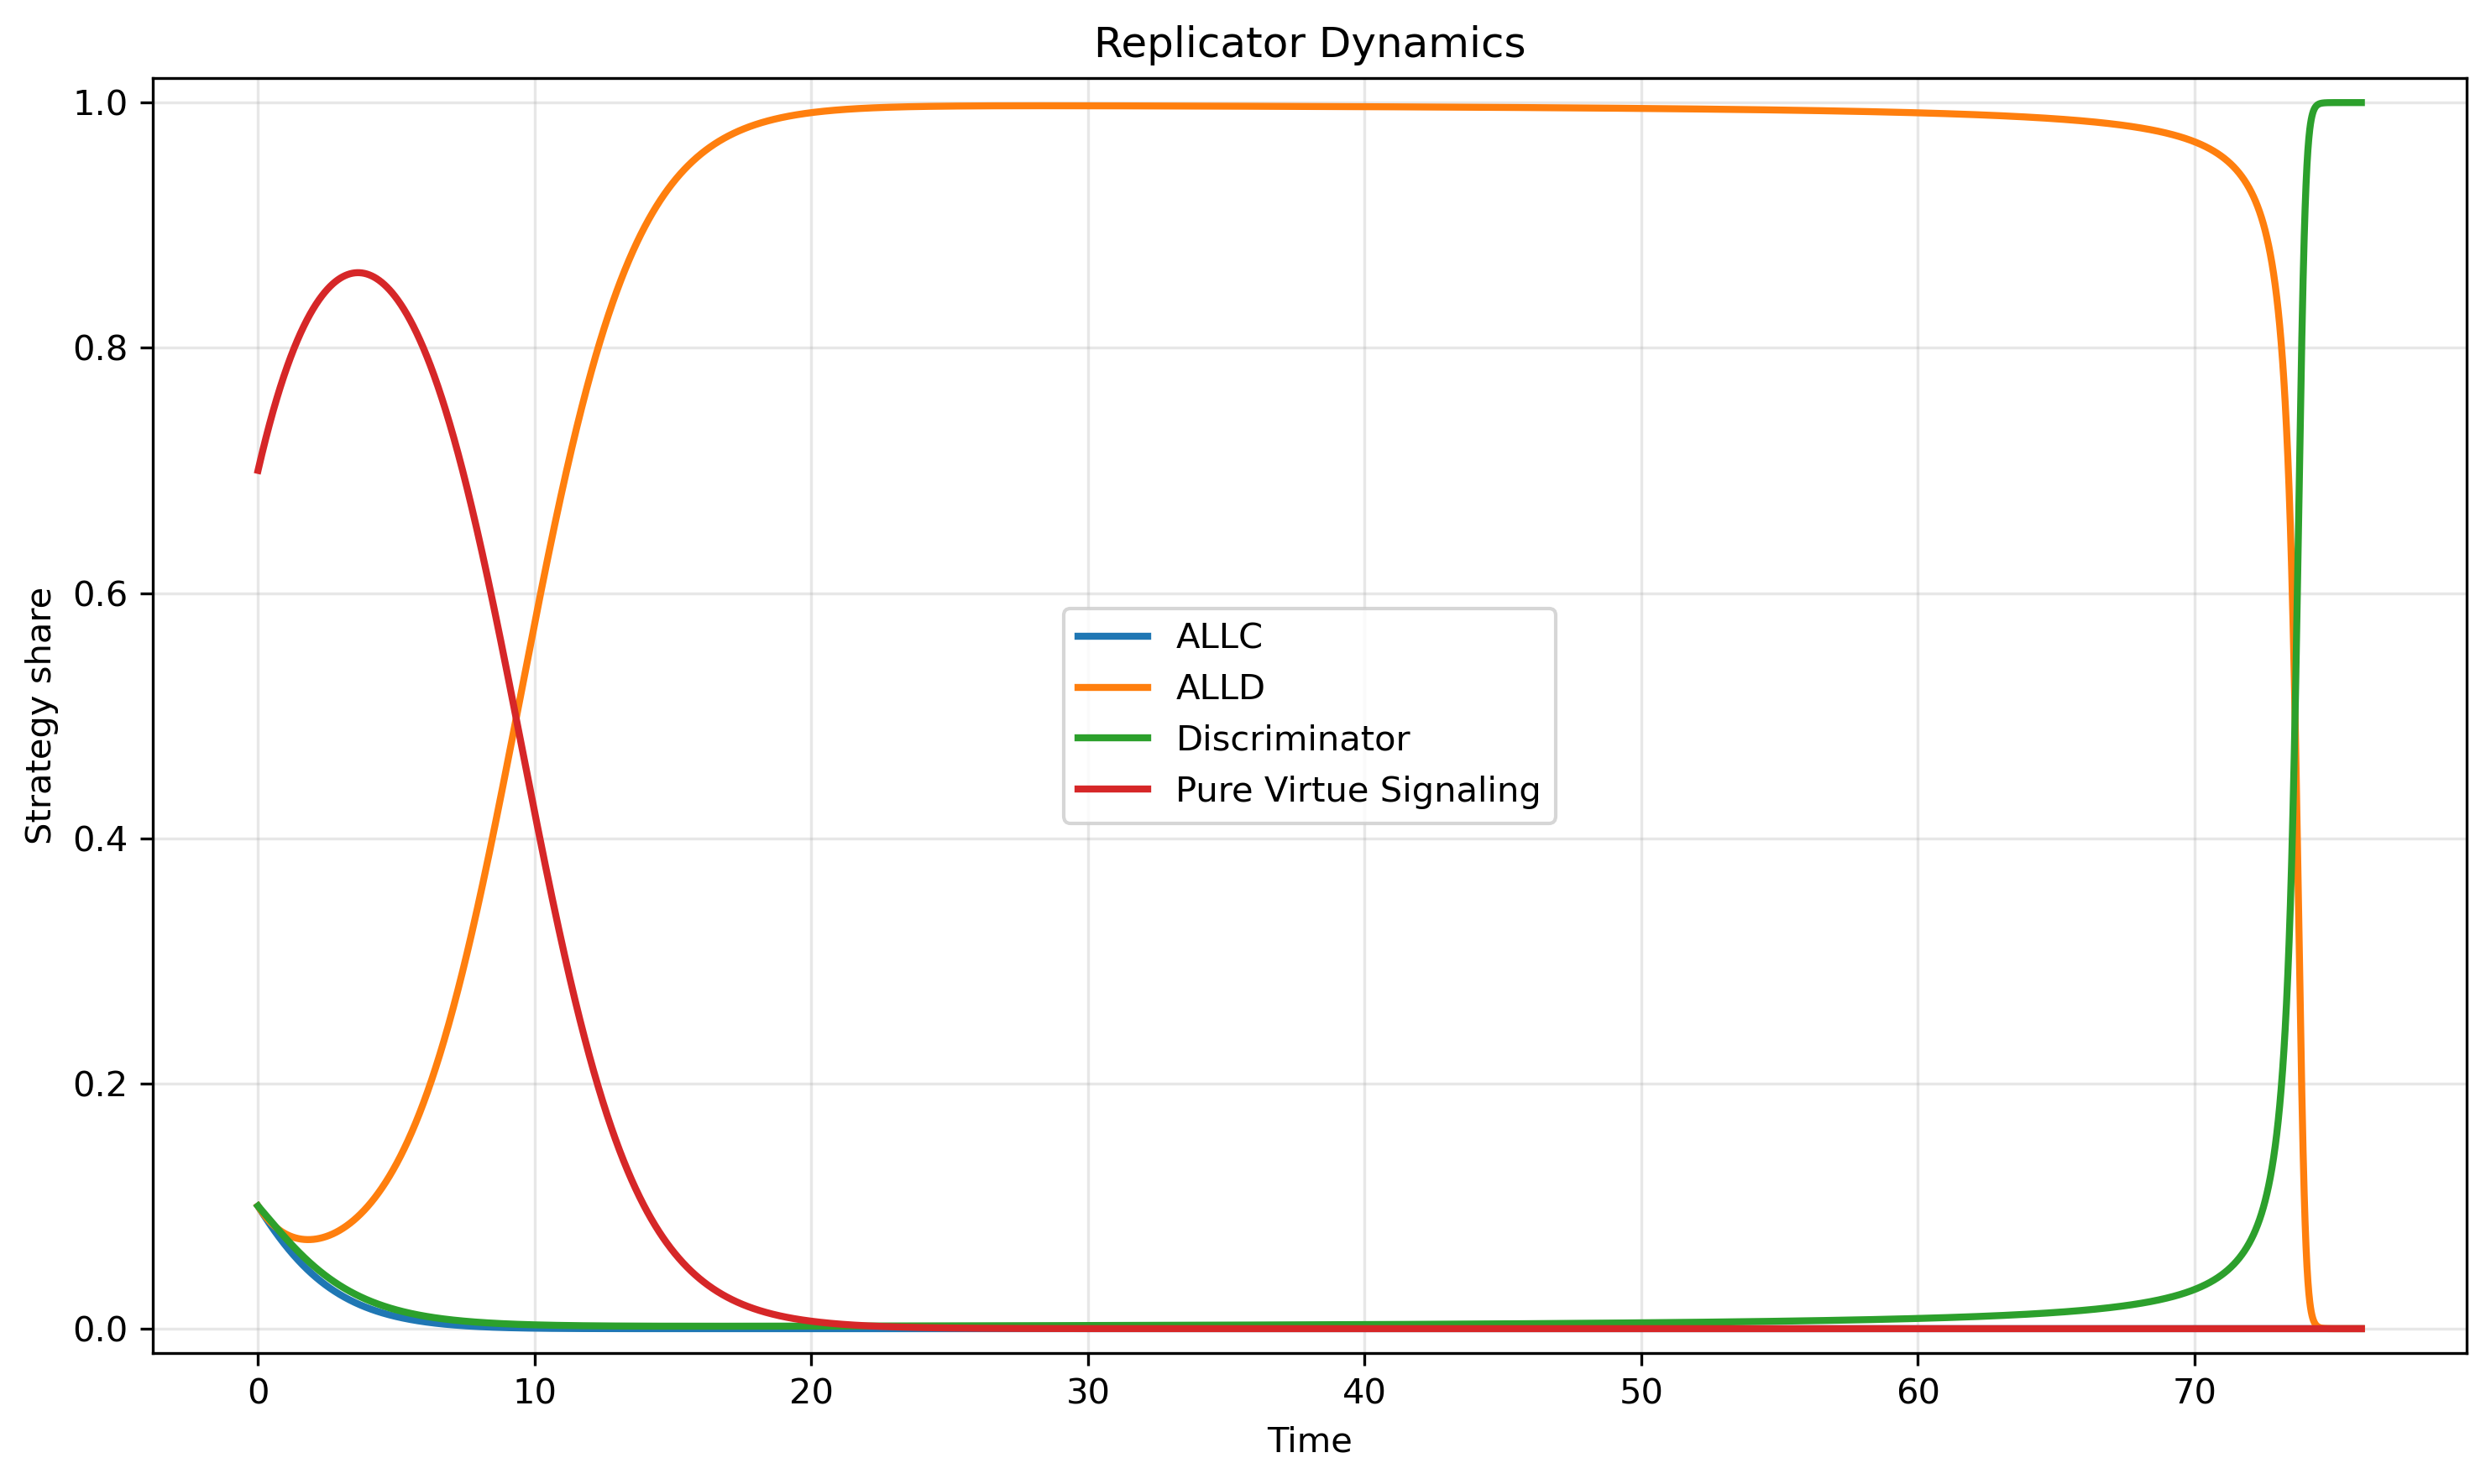 Replicator Dynamics
1.0
0.8
0.6
0.4
0.2
0.0
Strategy share
ALLC
ALLD
Discriminator
Pure Virtue Signaling
0 10 20 30 40 50 60 70
Time